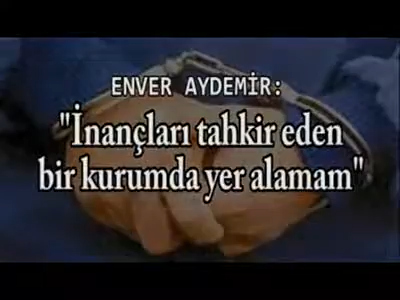 ENVER AYDEMİR:
"İnançları tahkir eden
bir kurumda yer alamam"